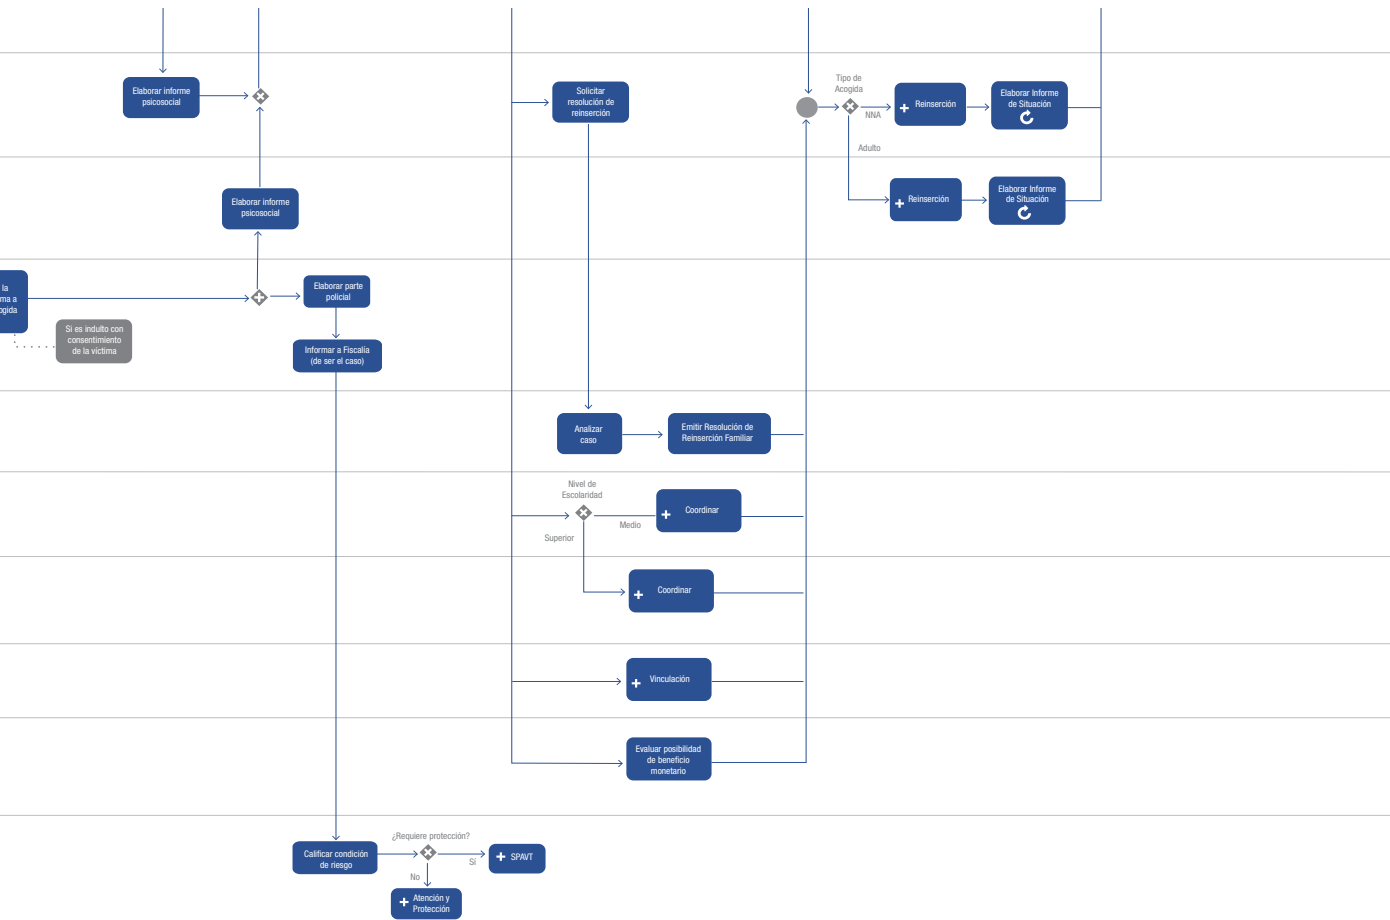 Elaborar informe
psicosocial
Solicitar
resolución de
reinserción
Tipo de
Acogida
NNA
Adulto
Reinserción
Elaborar Informe
de Situación
Elaborar informe
psicosocial
Reinserción
Elaborar Informe
de Situación
la
ma a
ogida
Si es indulto con
consentimiento
de la víctima
Elaborar parte
policial
Informar a Fiscalía
(de ser el caso)
Analizar
caso
Emitir Resolución de
Reinserción Familiar
Nivel de
Escolaridad
Medio
Superior
Coordinar
Coordinar
Vinculación
Evaluar posibilidad
de beneficio
monetario
Calificar condición
de riesgo
¿Requiere protección?
Sí
No
SPAVT
Atención y
Protección